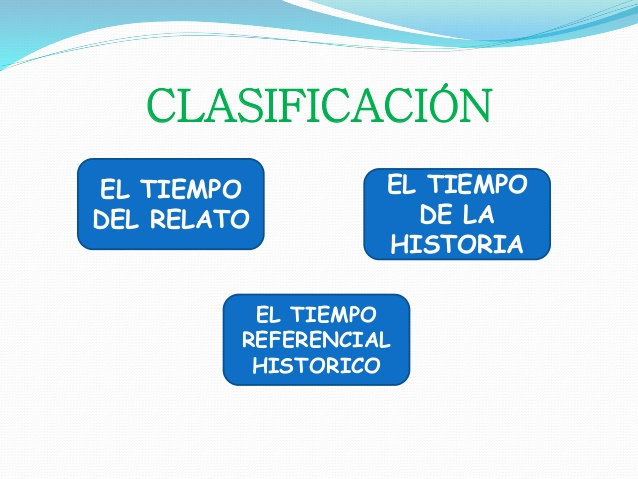 CLASIFICACIÓN
EL TIEMPO
DEL RELATO
EL TIEMPO
DE LA
HISTORIA
EL TIEMPO
REFERENCIAL
HISTORICO